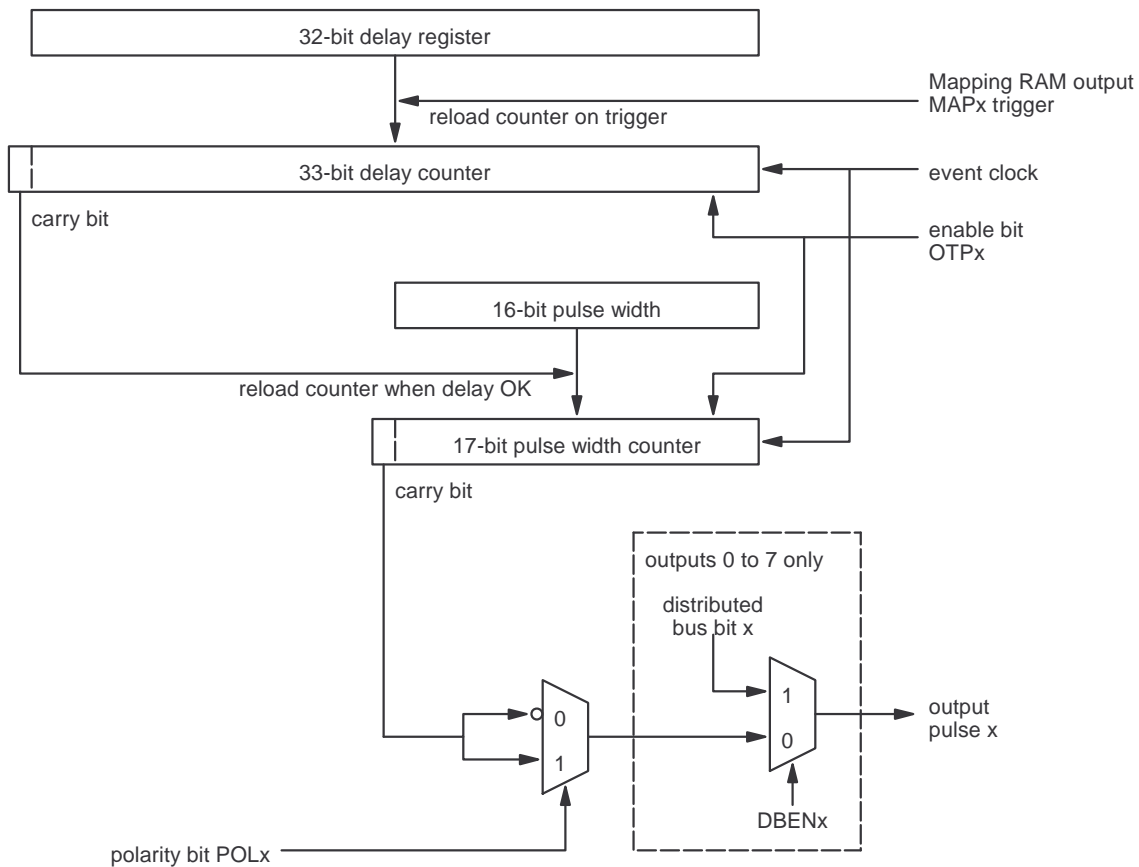 32-bit delay register
Mapping RAM output
MAPx trigger
reload counter on trigger
33-bit delay counter
event clock
carry bit
enable bit
OTPx
16-bit pulse width
reload counter when delay OK
17-bit pulse width counter
carry bit
outputs 0 to 7 only
distributed
bus bit x
1
output
pulse x
0
0
1
DBENx
polarity bit POLx